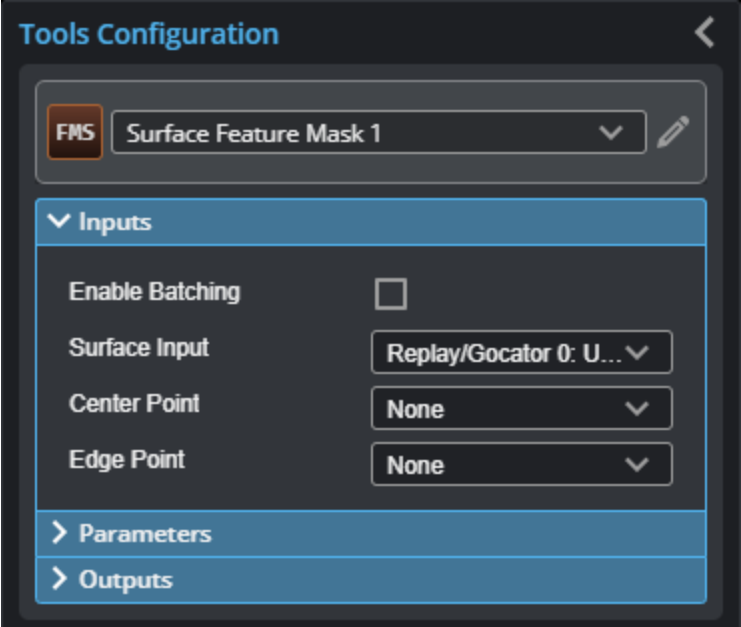 Tools Configuration
FMS Surface Feature Mask 1
Inputs
Enable Batching
Surface Input Replay/Gocator 0: U...
Center Point None
Edge Point None
Parameters
Outputs